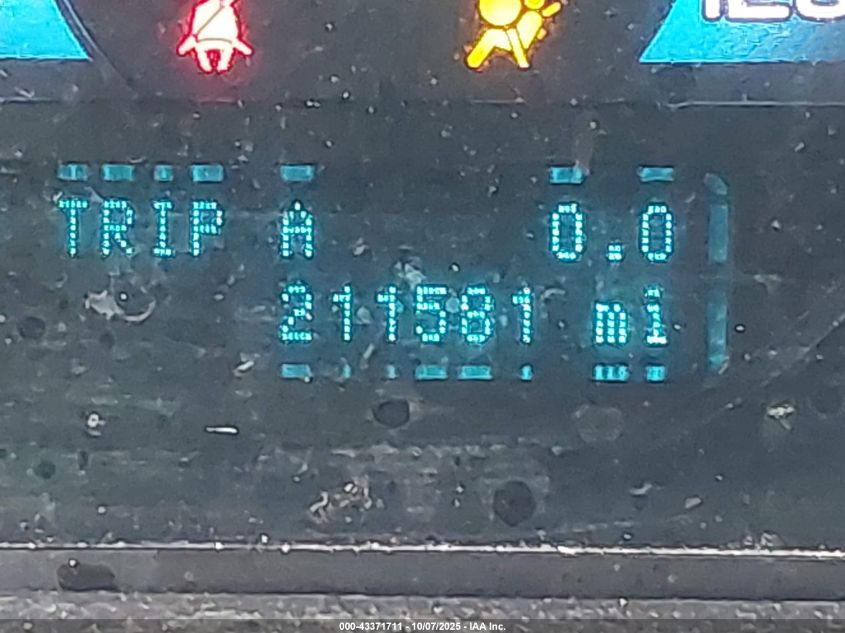 TRIP A 0.0
211581 mi
000-43371711 - 10/07/2025 - IAA Inc.